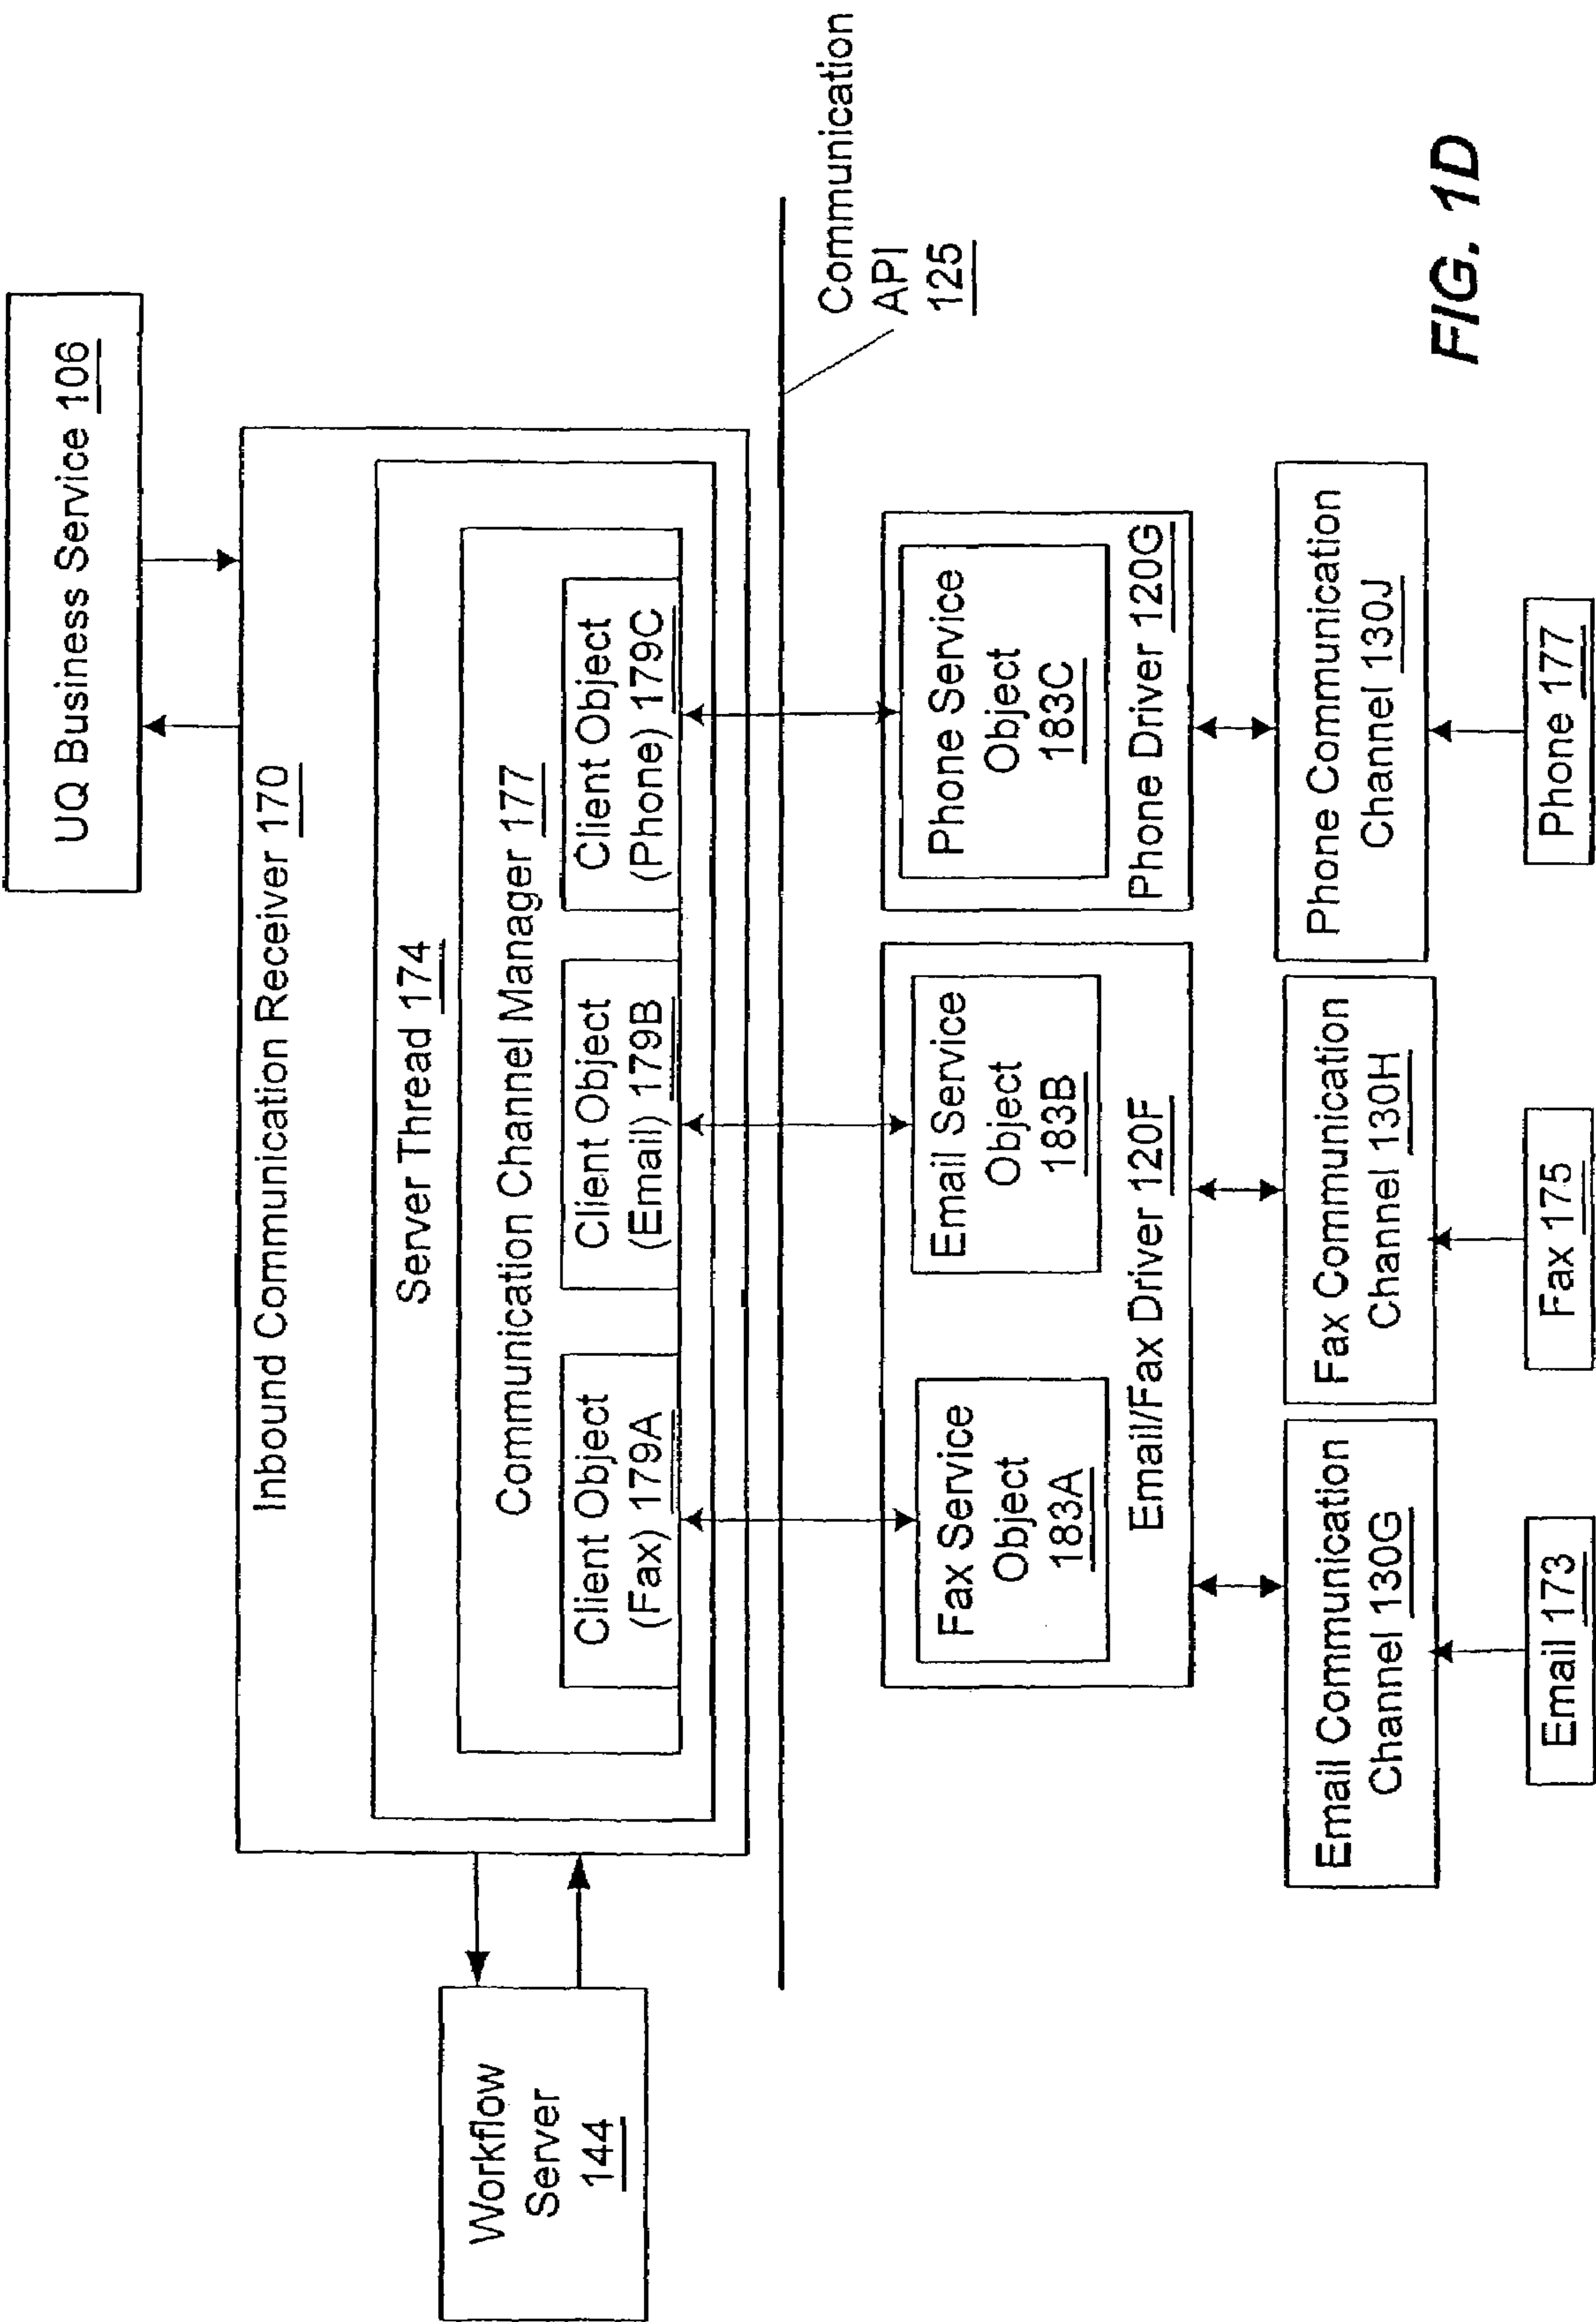 UQ Business Service 106
Inbound Communication Receiver 170
Server Thread 174
Communication Channel Manager 177
Client Object
(Fax) 179A
Client Object
(Email) 179B
Client Object
(Phone) 179C
Workflow
Server
144
Communication
API
125
Fax Service
Object
183A
Email Service
Object
183B
Email/Fax Driver 120F
Phone Service
Object
183C
Phone Driver 120G
Email Communication
Channel 130G
Fax Communication
Channel 130H
Phone Communication
Channel 130J
Email 173
Fax 175
Phone 177
FIG. 1D